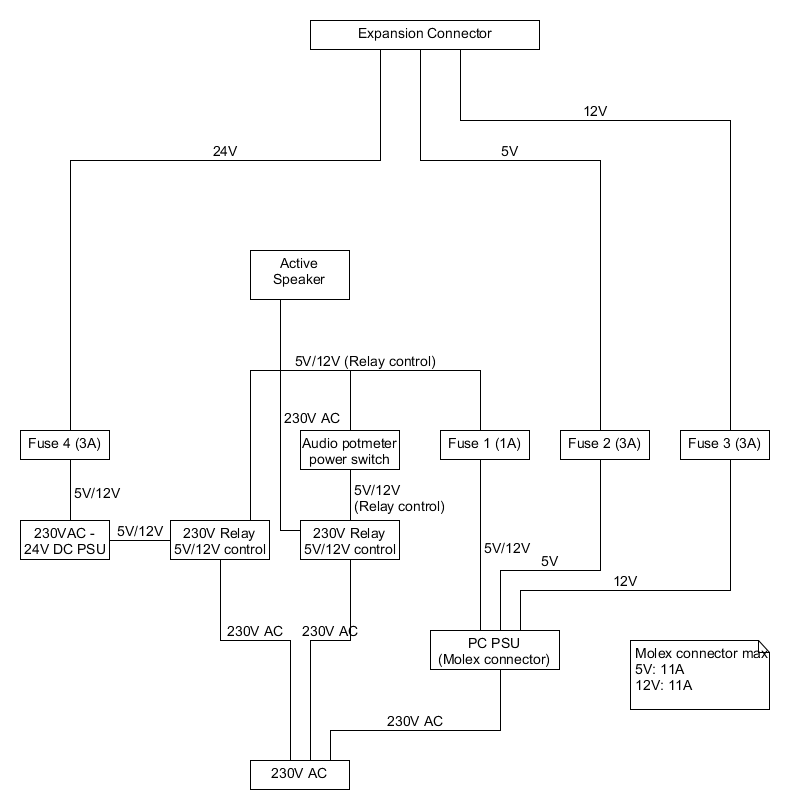 Expansion Connector
12V
24V
5V
Active
Speaker
5V/12V (Relay control)
230V AC
Fuse 4 (3A)
Audio potmeter
power switch
Fuse 1 (1A)
Fuse 2 (3A)
Fuse 3 (3A)
5V/12V
5V/12V
(Relay control)
230VAC -
24V DC PSU
5V/12V
230V Relay
5V/12V control
230V Relay
5V/12V control
5V/12V
5V
12V
230V AC
230V AC
PC PSU
(Molex connector)
Molex connector max
5V: 11A
12V: 11A
230V AC
230V AC